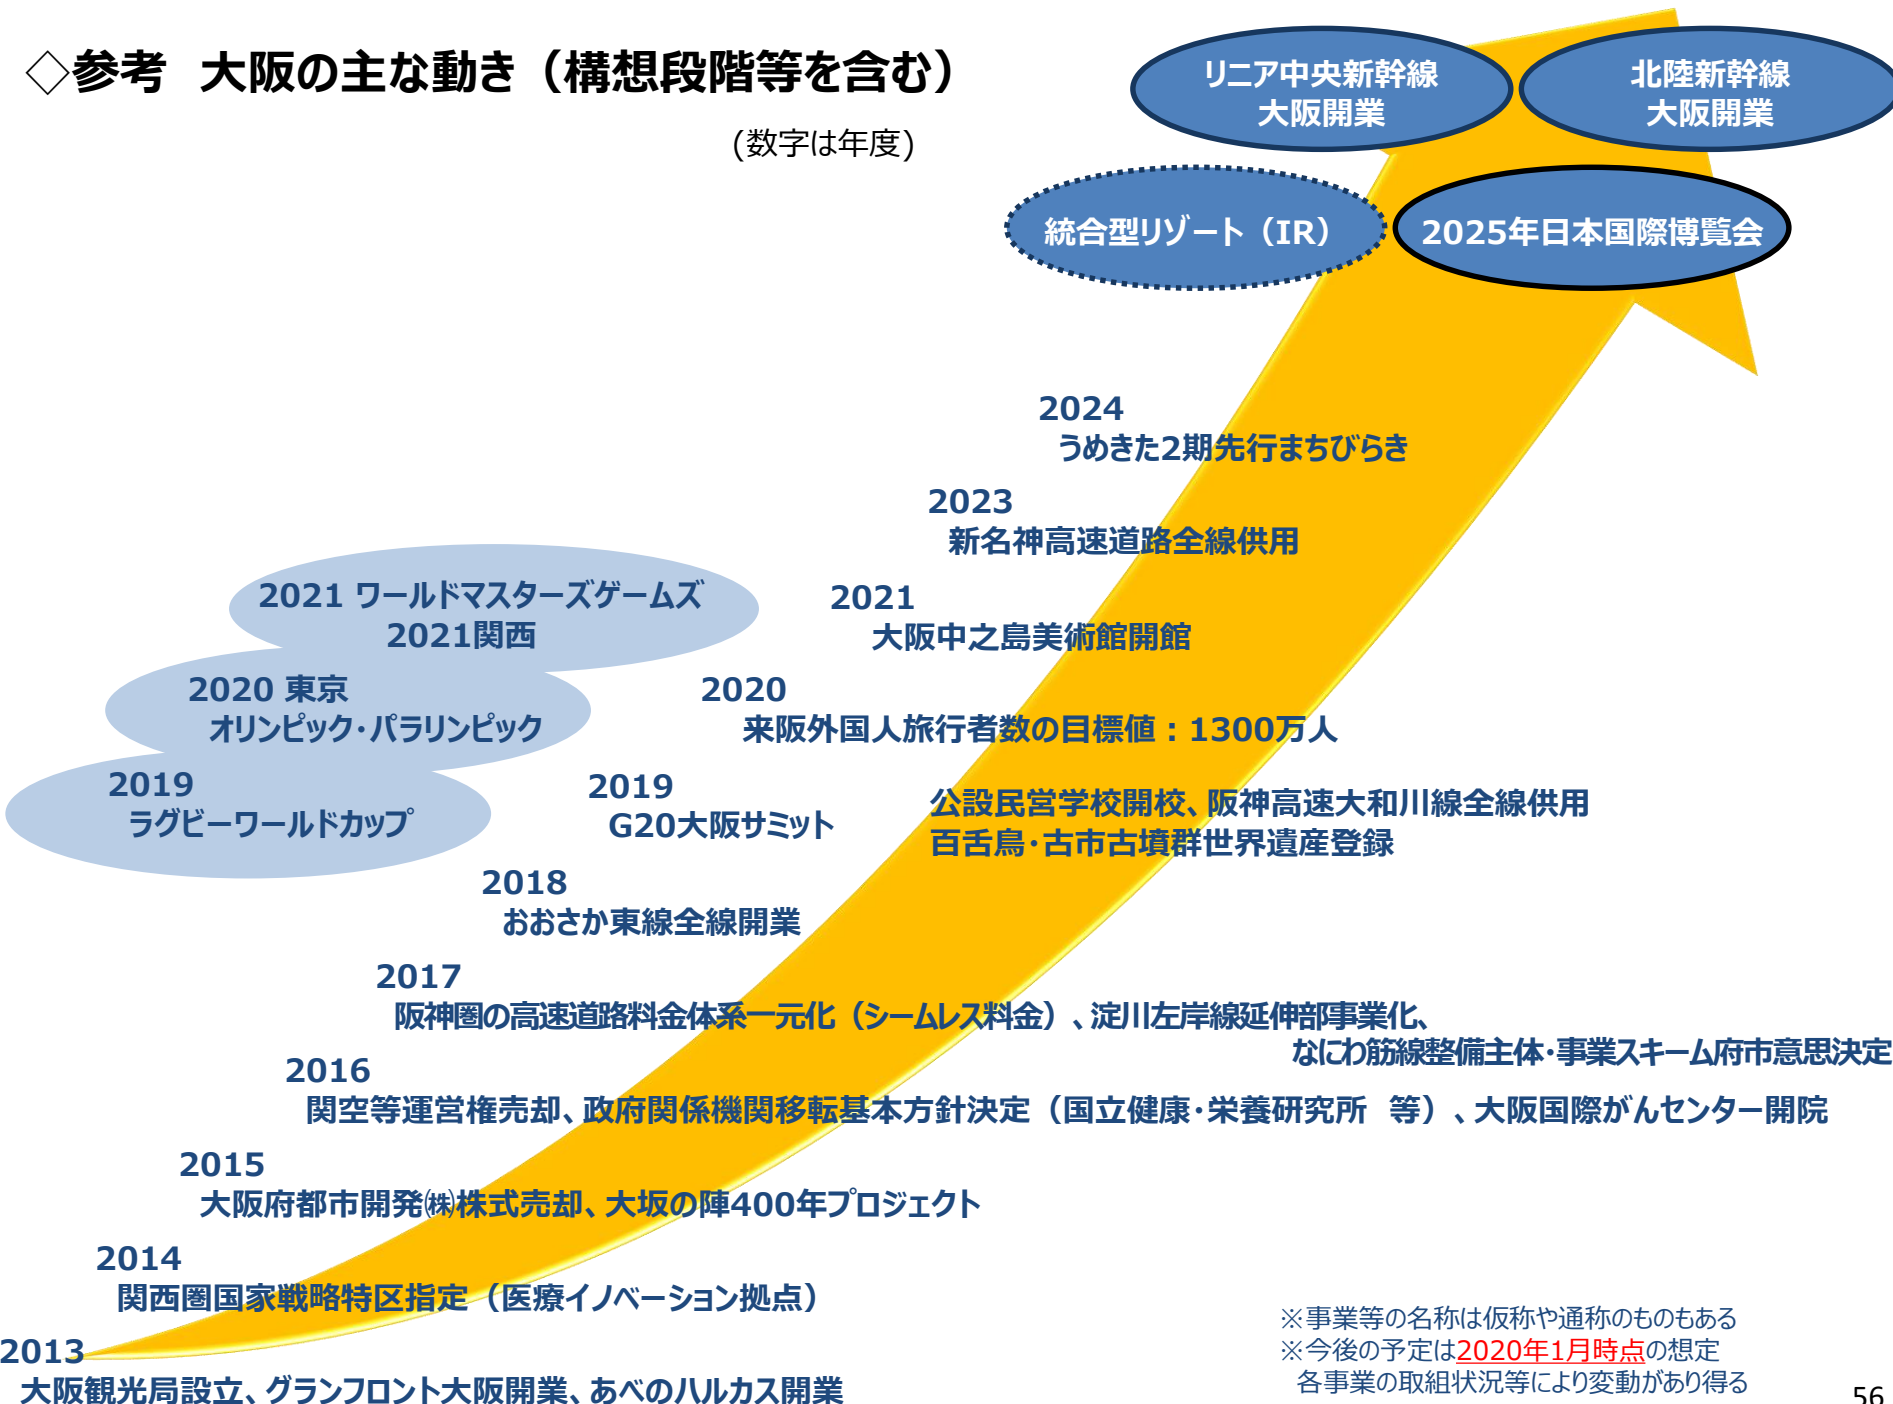 ◇参考　大阪の主な動き（構想段階等を含む）
(数字は年度)
リニア中央新幹線
大阪開業
北陸新幹線
大阪開業
統合型リゾート（IR）
2025年日本国際博覧会
2024
うめきた2期先行まちびらき
2023
新名神高速道路全線供用
2021 ワールドマスターズゲームズ
2021関西
2021
大阪中之島美術館開館
2020 東京
オリンピック・パラリンピック
2020
来阪外国人旅行者数の目標値：1300万人
2019
ラグビーワールドカップ
2019
G20大阪サミット
公設民営学校開校、阪神高速大和川線全線供用
百舌鳥・古市古墳群世界遺産登録
2018
おおさか東線全線開業
2017
阪神圏の高速道路料金体系一元化（シームレス料金）、淀川左岸線延伸部事業化、
なにわ筋線整備主体・事業スキーム府市意思決定
2016
関空等運営権売却、政府関係機関移転基本方針決定（国立健康・栄養研究所　等）、大阪国際がんセンター開院
2015
大阪府都市開発㈱株式売却、大坂の陣400年プロジェクト
2014
関西圏国家戦略特区指定（医療イノベーション拠点）
2013
大阪観光局設立、グランフロント大阪開業、あべのハルカス開業
※事業等の名称は仮称や通称のものもある
※今後の予定は2020年1月時点の想定
各事業の取組状況等により変動があり得る
56